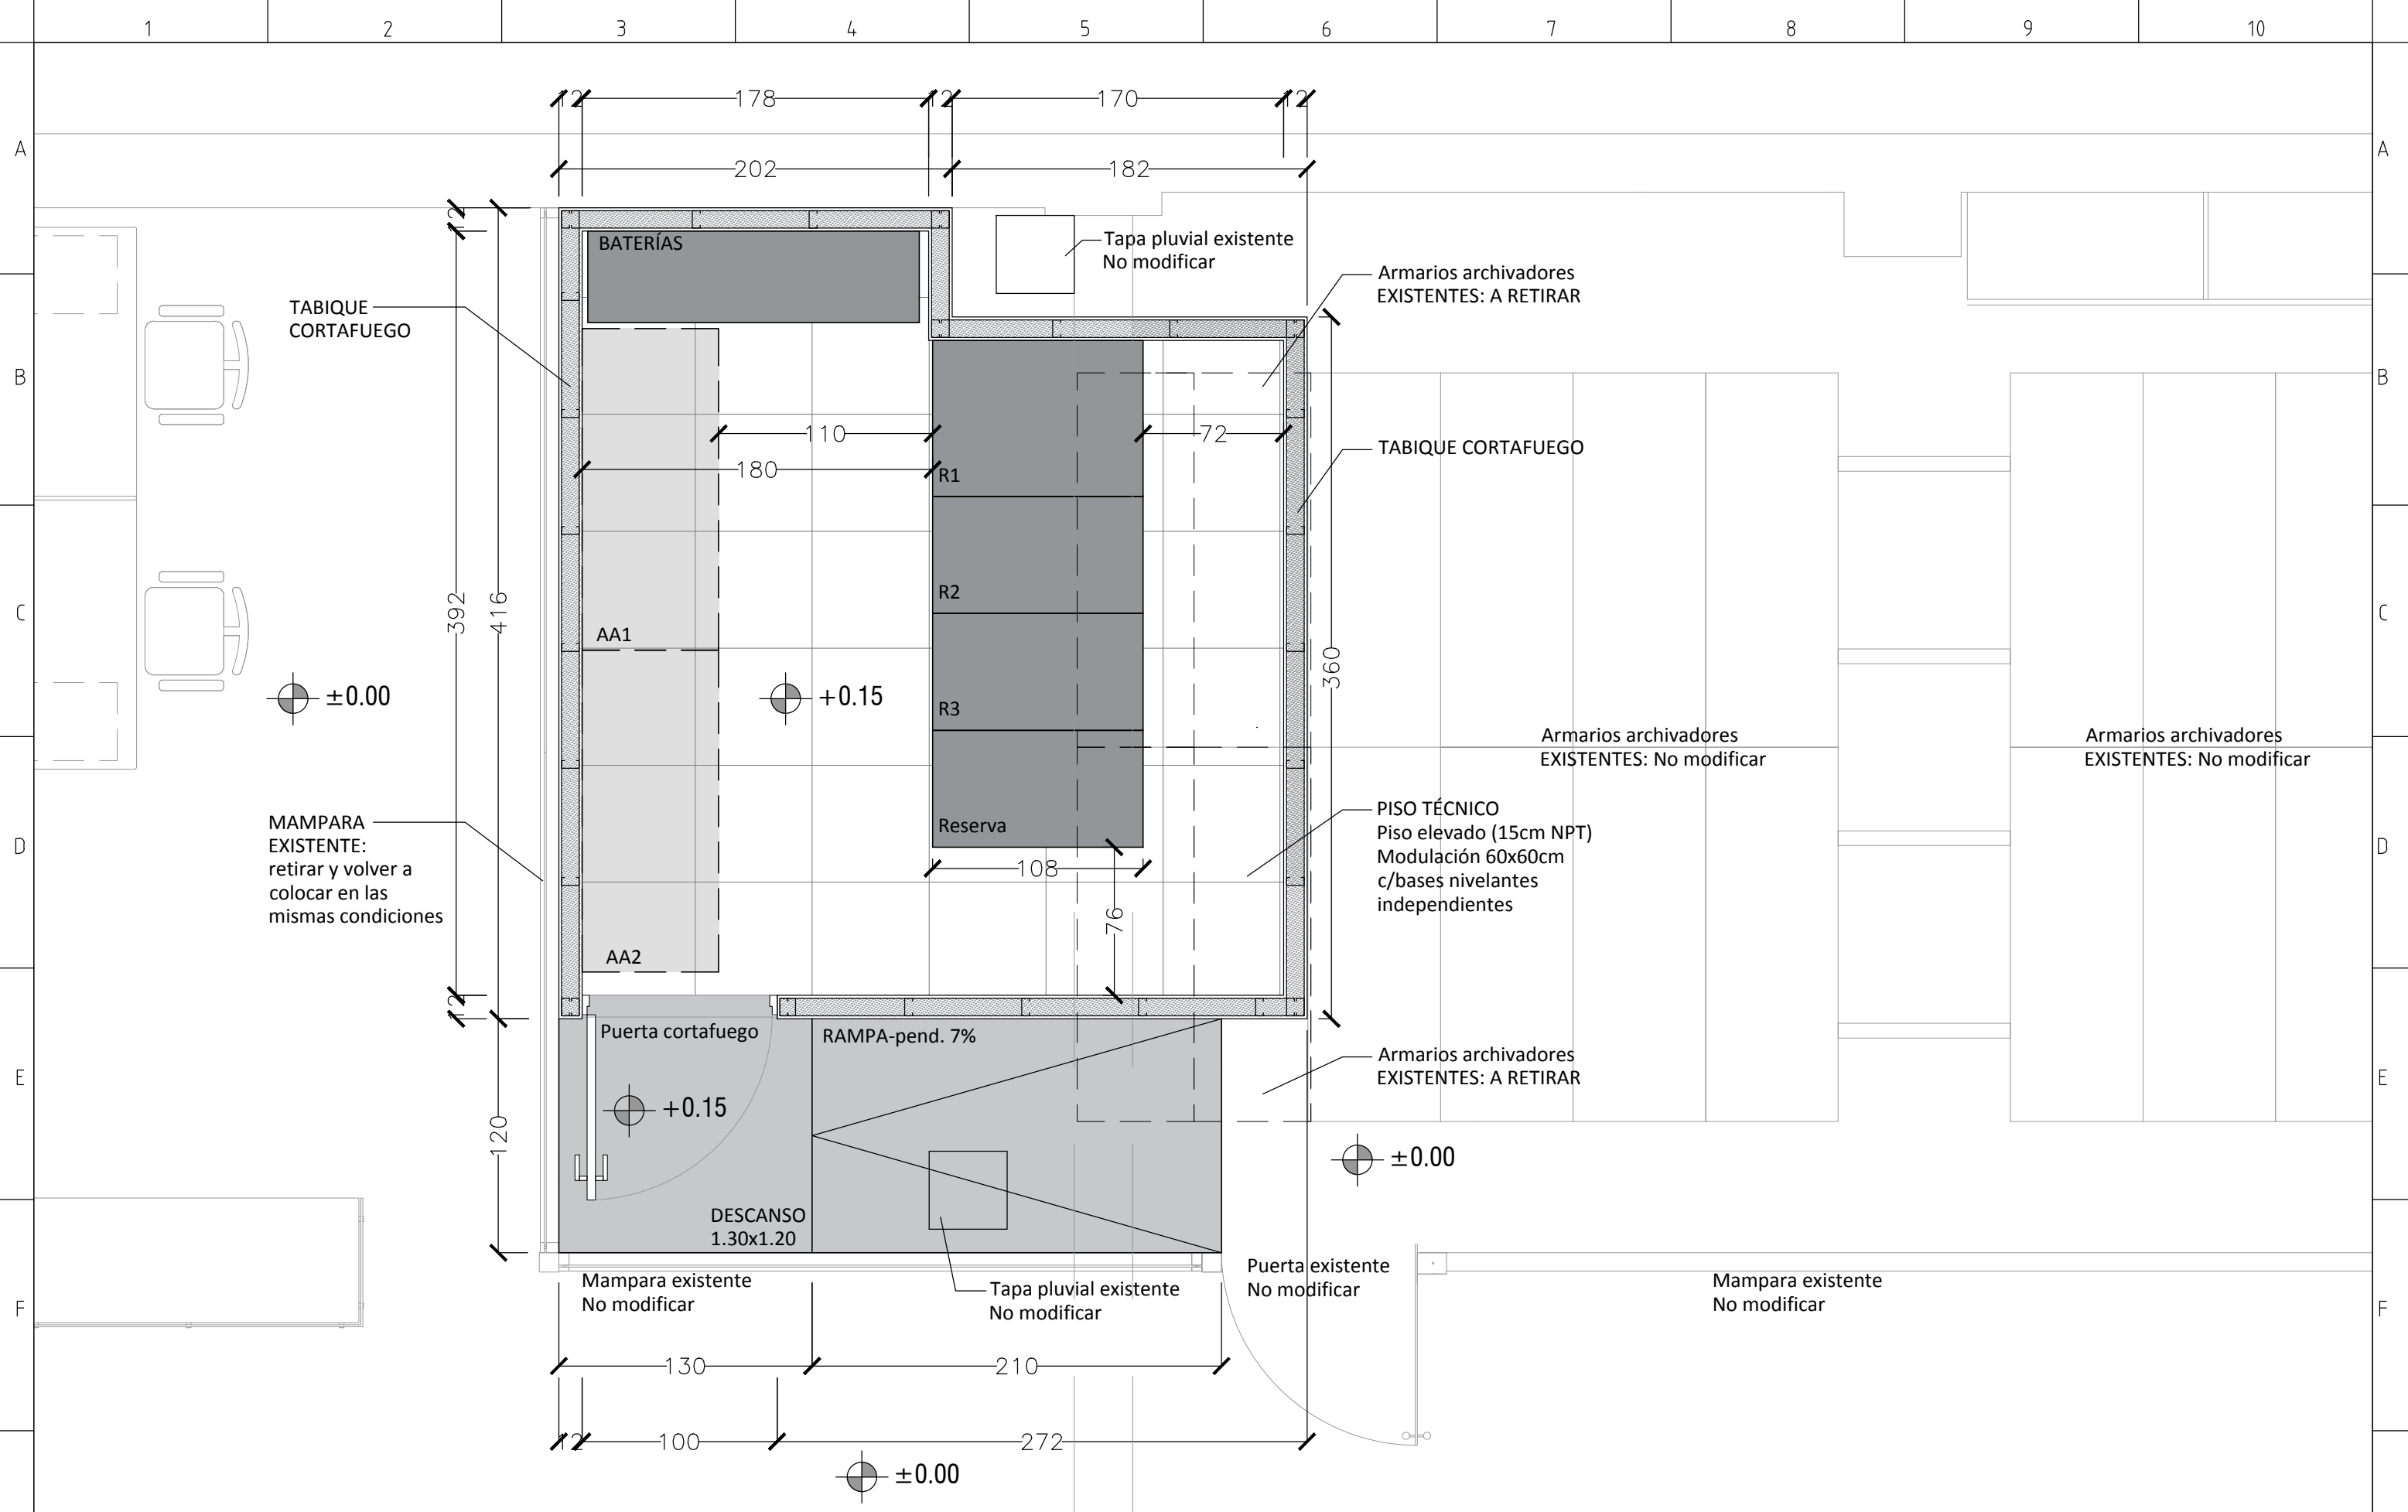 1 2 3 4 5 6 7 8 9 10
12 178 12 170 12
A A
202 182
12
BATERÍAS
Tapa pluvial existente
No modificar
Armarios archivadores
EXISTENTES: A RETIRAR
TABIQUE
CORTAFUEGO
B B
110 72
TABIQUE CORTAFUEGO
180
R1
R2
392
416
C C
AA1
360
±0.00
+0.15
R3
Armarios archivadores
EXISTENTES: No modificar
Armarios archivadores
EXISTENTES: No modificar
MAMPARA
EXISTENTE:
retirar y volver a
colocar en las
mismas condiciones
Reserva
PISO TÉCNICO
Piso elevado (15cm NPT)
Modulación 60x60cm
c/bases nivelantes
independientes
D D
108
76
AA2
12
Puerta cortafuego
RAMPA-pend. 7%
Armarios archivadores
EXISTENTES: A RETIRAR
E E
+0.15
120
±0.00
DESCANSO
1.30x1.20
Mampara existente
No modificar
Tapa pluvial existente
No modificar
Puerta existente
No modificar
Mampara existente
No modificar
F F
130 210
12 100 272
±0.00